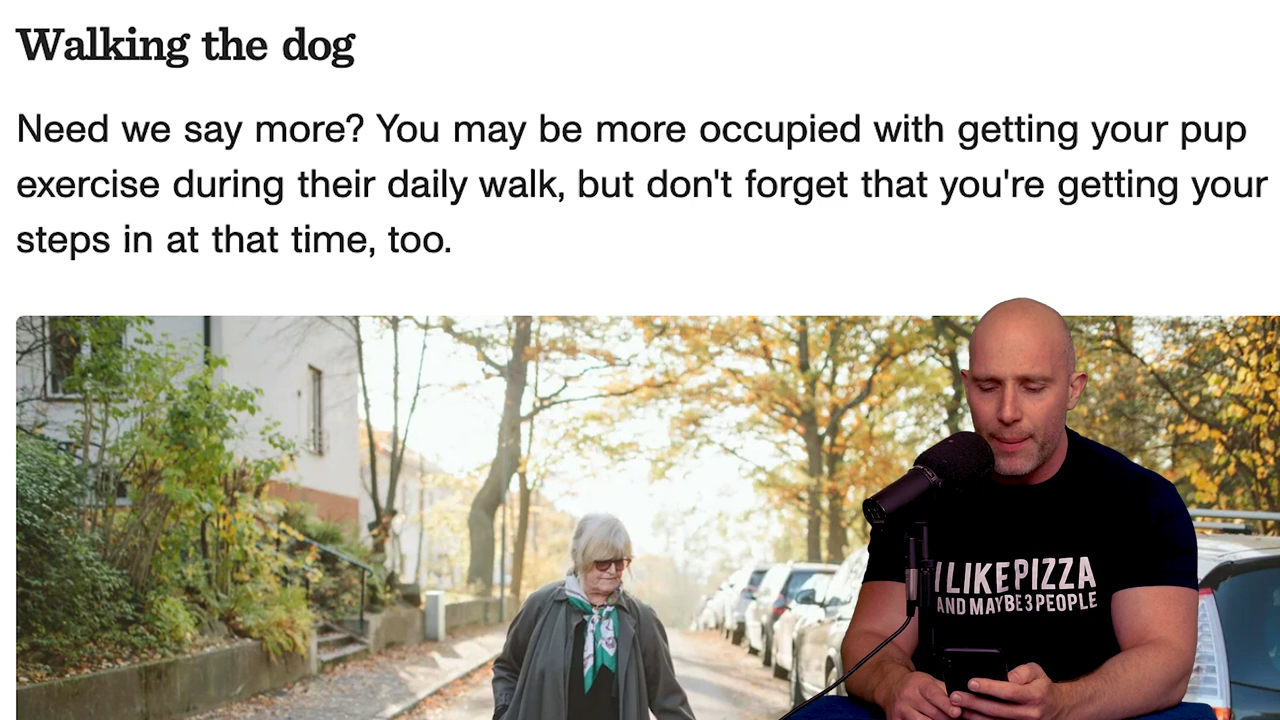 Walking the dog
Need we say more? You may be more occupied with getting your pup
exercise during their daily walk, but don't forget that you're getting your
steps in at that time, too.
I LIKE PIZZA
AND MAYBE 3 PEOPLE